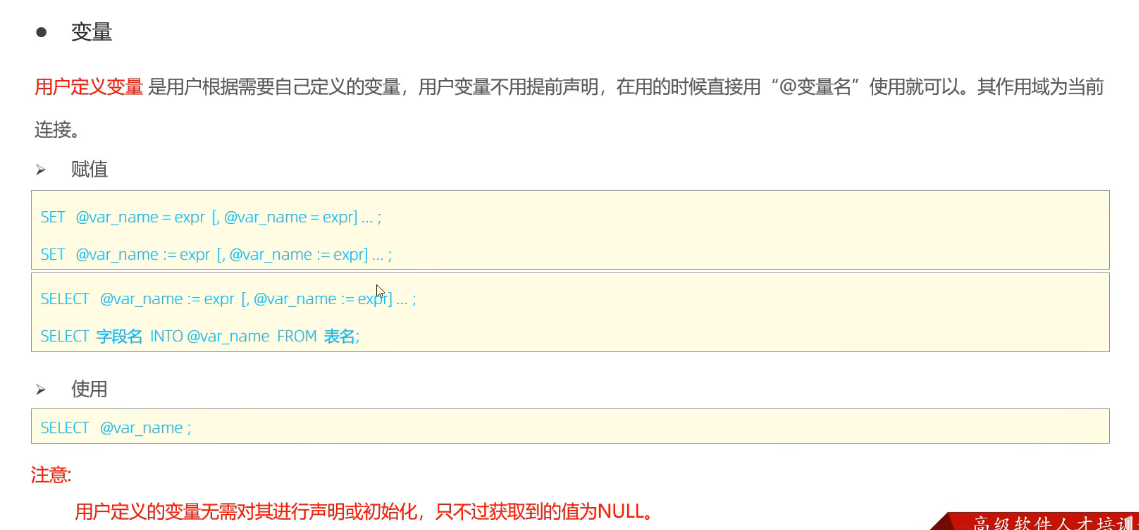 ● 变量
用户定义变量 是用户根据需要自己定义的变量，用户变量不用提前声明，在用的时候直接用“@变量名”使用就可以。其作用域为当前
连接。
➢ 赋值
SET @var_name = expr [, @var_name = expr] ... ;
SET @var_name := expr [, @var_name := expr] ... ;
SELECT @var_name := expr [, @var_name := expr] ... ;
SELECT 字段名 INTO @var_name FROM 表名;
➢ 使用
SELECT @var_name ;
注意:
用户定义的变量无需对其进行声明或初始化，只不过获取到的值为NULL。
高级软件人才培训